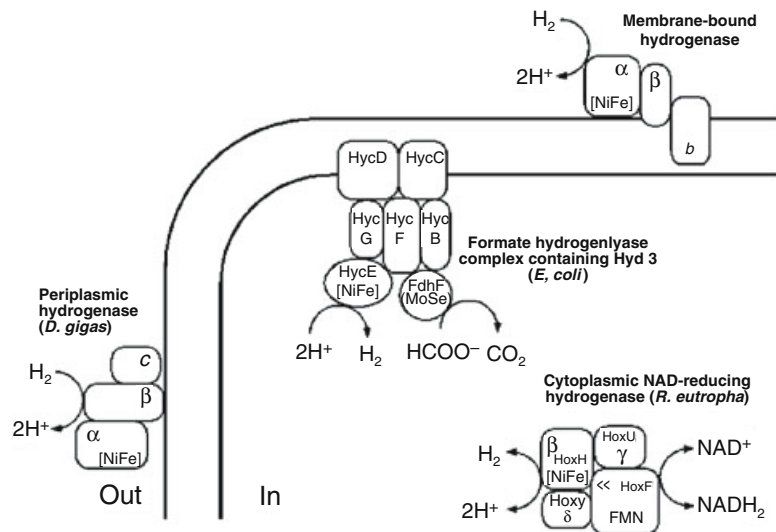 H2
2H+
Membrane-bound
hydrogenase
α
β
[NiFe]
b
HycD
HycC
Hyc
G
Hyc
F
Hyc
B
HycE
[NiFe]
FdhF
(MoSe)
2H+
H2
HCOO−
CO2
Formate hydrogenlyase
complex containing Hyd 3
(E, coli)
Periplasmic
hydrogenase
(D. gigas)
H2
2H+
c
β
α
[NiFe]
Out
In
Cytoplasmic NAD-reducing
hydrogenase (R. eutropha)
H2
2H+
β
HoxH
[NiFe]
HoxU
γ
Hoxy
δ
<< HoxF
FMN
NAD+
NADH2